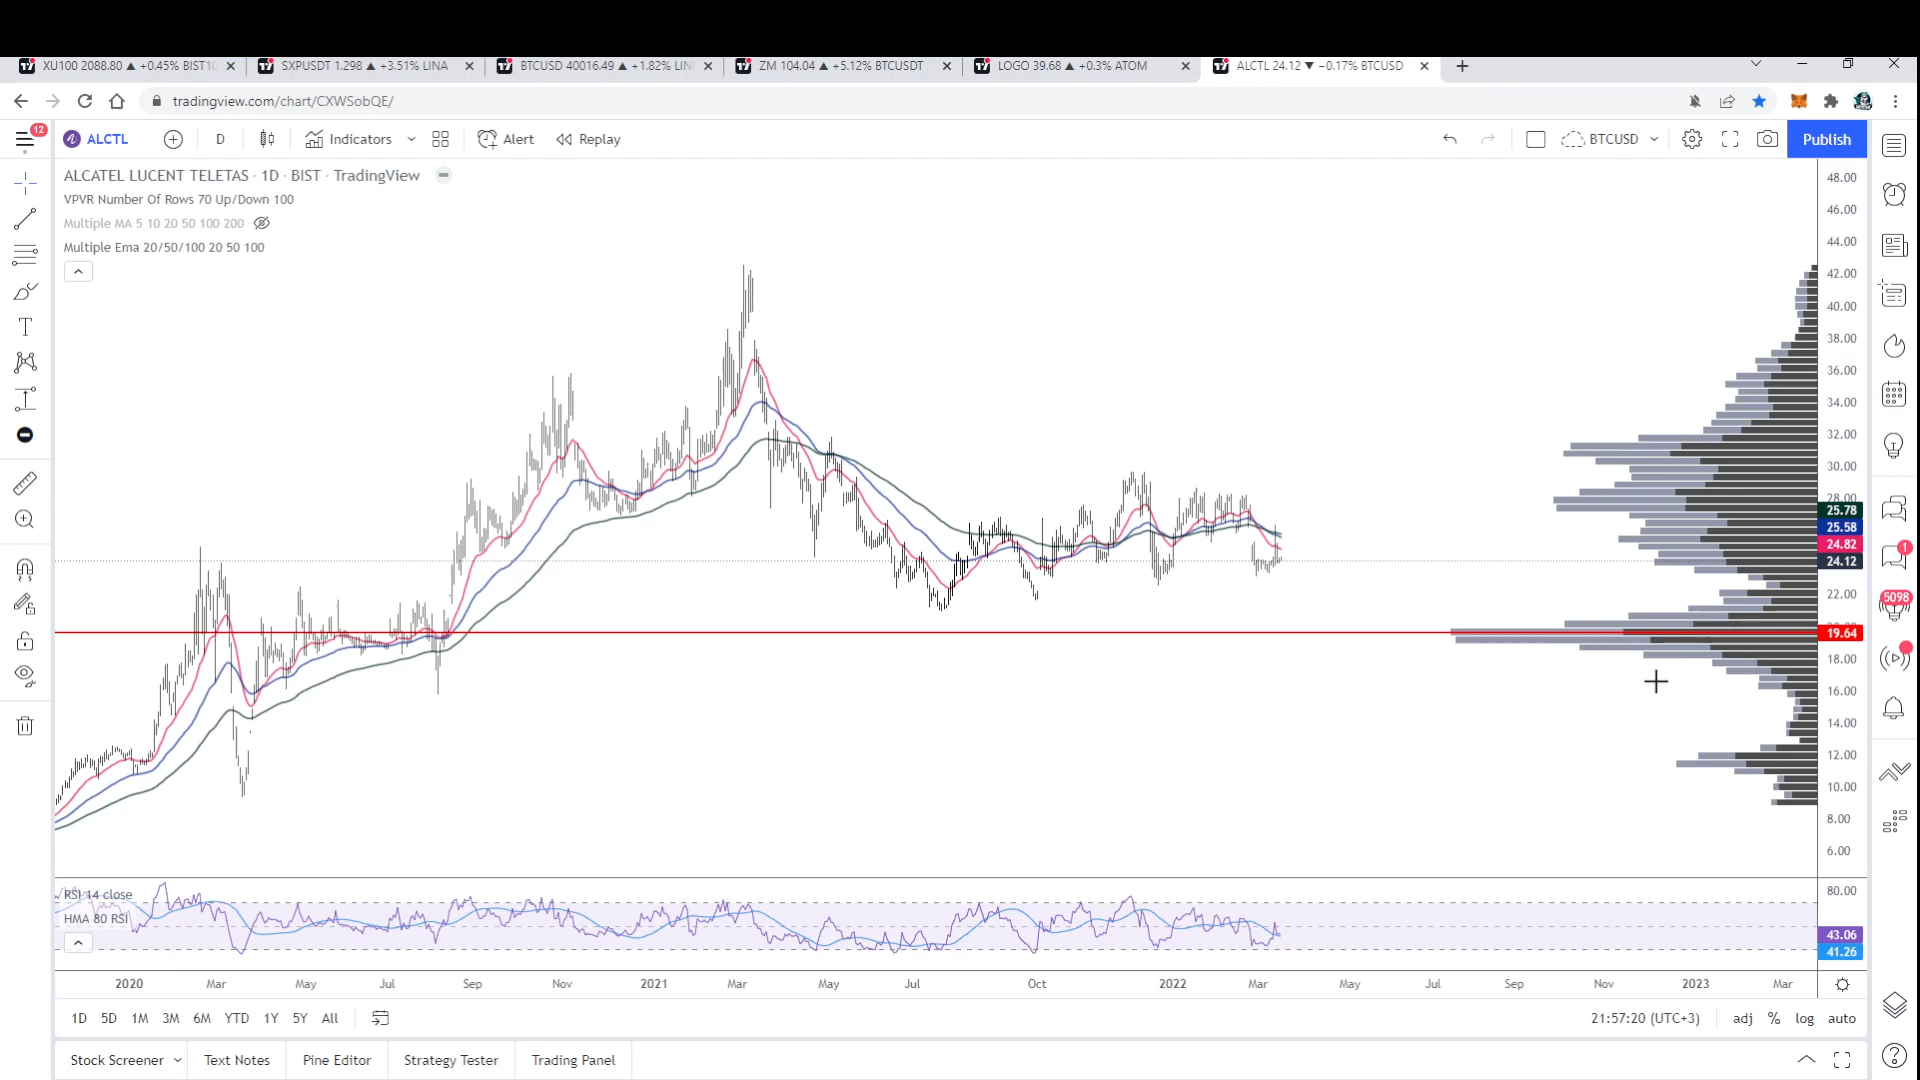 XU100 2088.80 ▲ +0.45% BIST10
SXPUSDT 1.298 ▲ +3.51% LINA
BTCUSD 40016.49 ▲ +1.82% LIN
ZM 104.04 ▲ +5.12% BTCUSDT
LOGO 39.68 ▲ +0.3% ATOM
ALCTL 24.12 ▼ −0.17% BTCUSD
tradingview.com/chart/CXWSobQE/
12
ALCTL
D
Indicators
Alert
Replay
BTCUSD
Publish
ALCATEL LUCENT TELETAS · 1D · BIST · TradingView
VPVR Number Of Rows 70 Up/Down 100
Multiple MA 5 10 20 50 100 200
Multiple Ema 20/50/100 20 50 100
48.00
46.00
44.00
42.00
40.00
38.00
36.00
34.00
32.00
30.00
28.00
25.78
25.58
24.82
24.12
22.00
19.64
18.00
16.00
14.00
12.00
10.00
8.00
6.00
1
5098
RSI 14 close
HMA 80 RSI
80.00
43.06
41.26
2020 Mar May Jul Sep Nov 2021 Mar May Jul Oct 2022 Mar May Jul Sep Nov 2023 Mar
1D 5D 1M 3M 6M YTD 1Y 5Y All
21:57:20 (UTC+3)
adj % log auto
Stock Screener
Text Notes
Pine Editor
Strategy Tester
Trading Panel